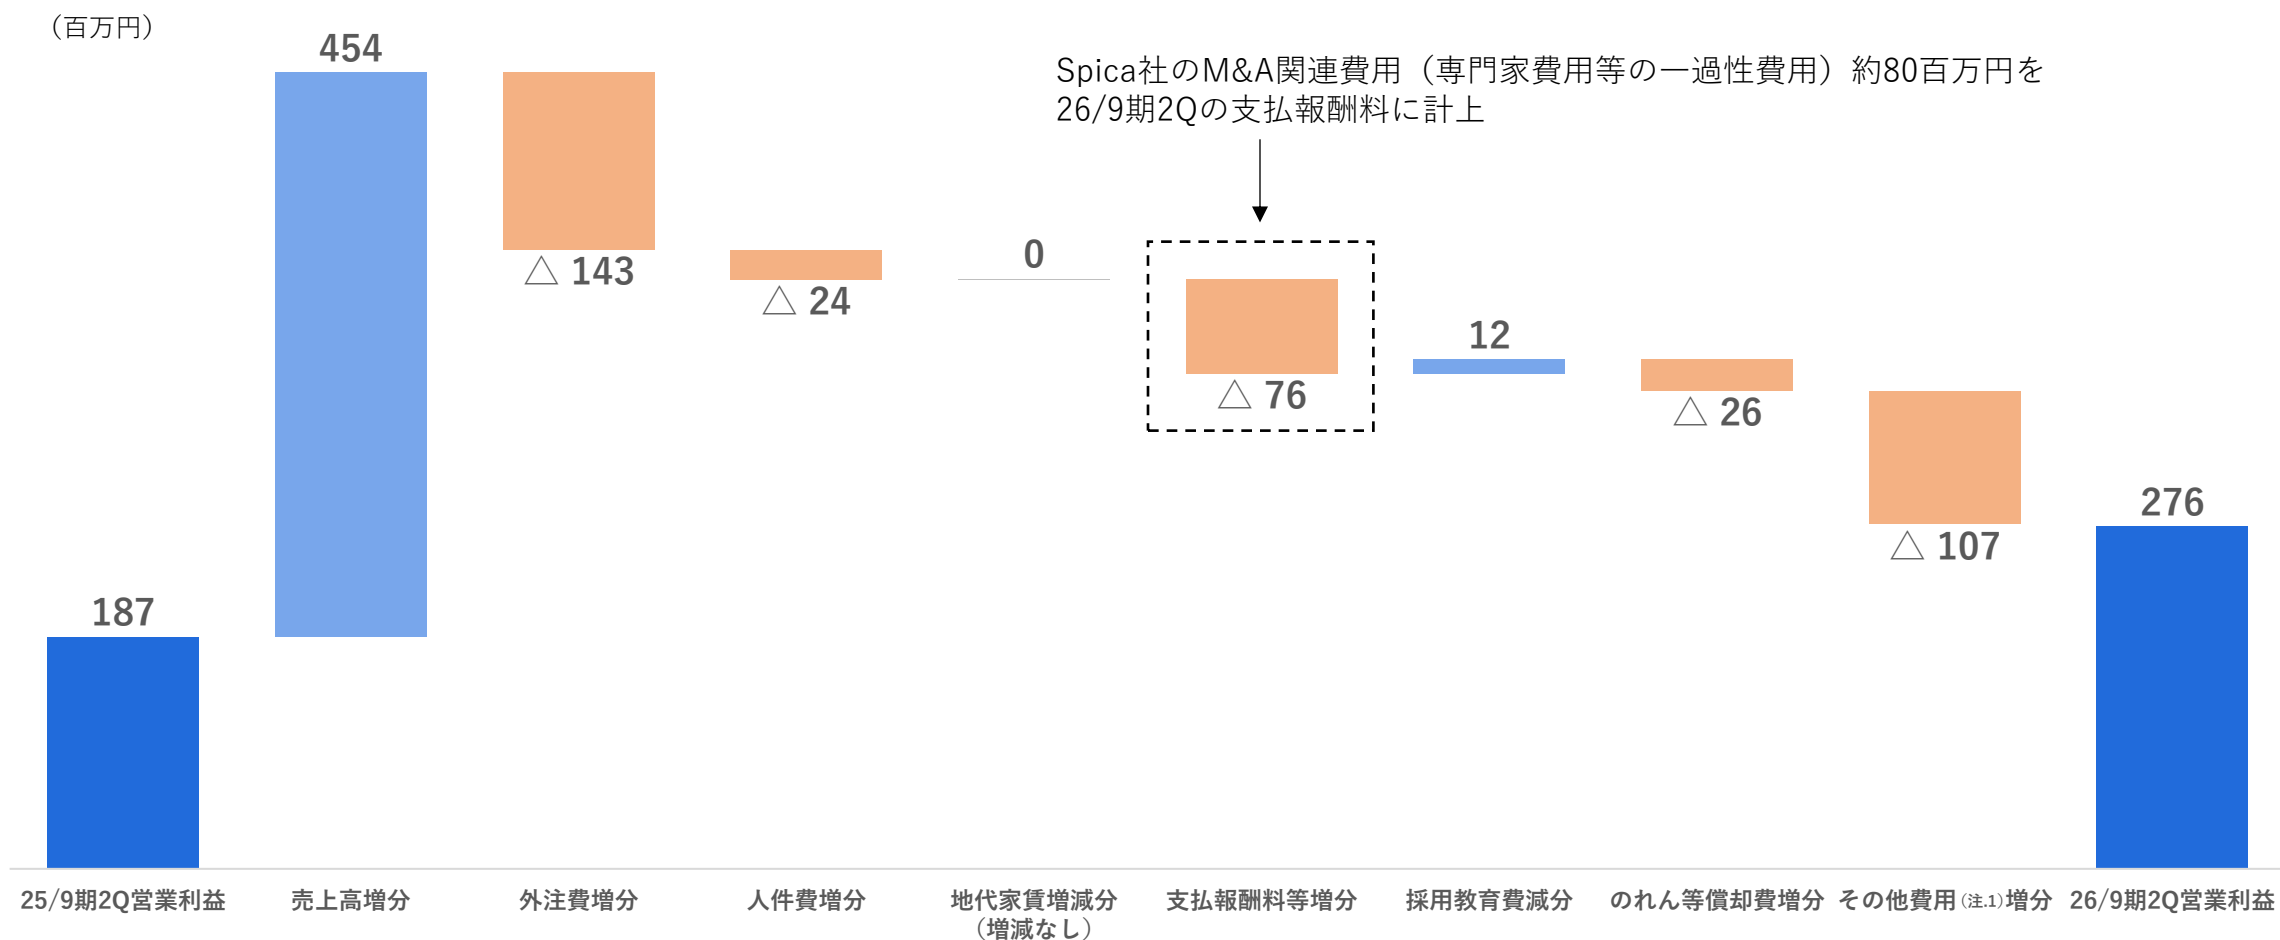 （百万円）
454
Spica社のM&A関連費用（専門家費用等の一過性費用）約80百万円を
26/9期2Qの支払報酬料に計上
△ 143
△ 24
0
△ 76
12
△ 26
△ 107
276
187
25/9期2Q営業利益
売上高増分
外注費増分
人件費増分
地代家賃増減分
（増減なし）
支払報酬料等増分
採用教育費減分
のれん等償却費増分
その他費用（注.1）増分
26/9期2Q営業利益